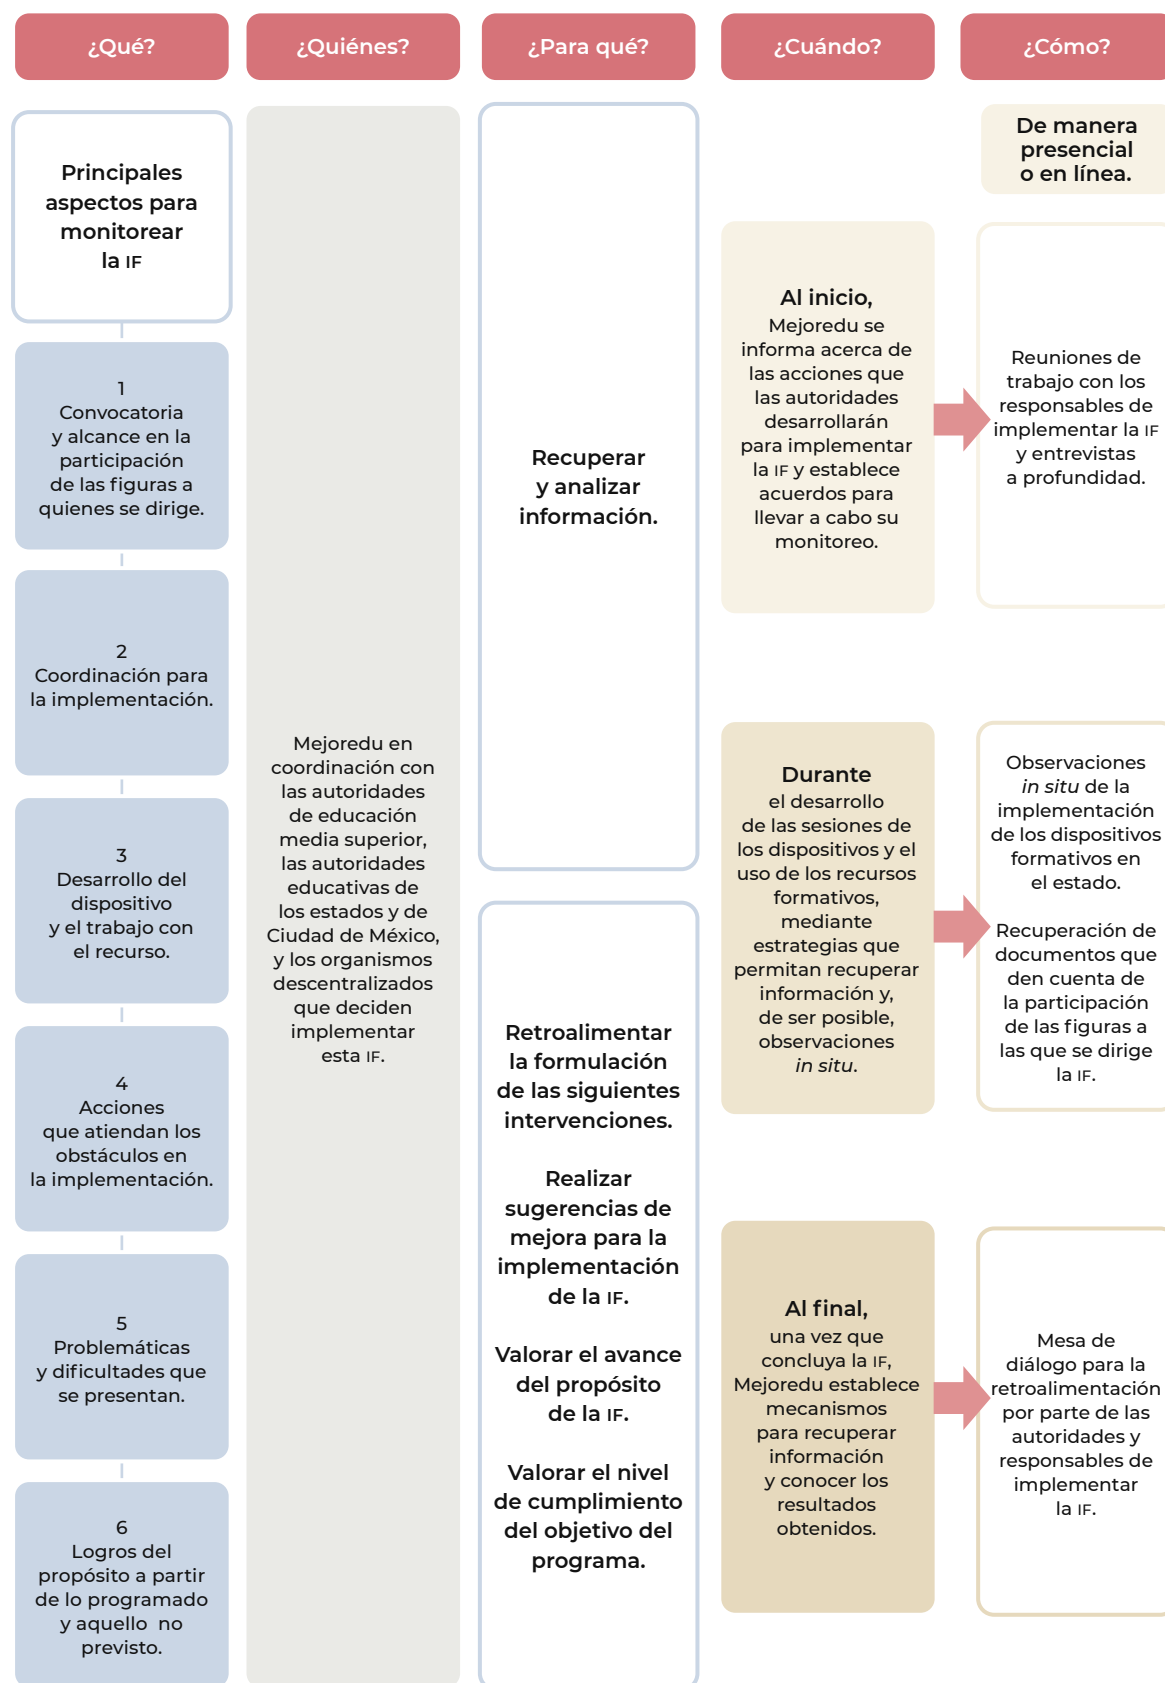 ¿Qué?
¿Quiénes?
¿Para qué?
¿Cuándo?
¿Cómo?
Principales
aspectos para
monitorear
la IF
1
Convocatoria
y alcance en la
participación
de las figuras a
quienes se dirige.
2
Coordinación para
la implementación.
3
Desarrollo del
dispositivo
y el trabajo con
el recurso.
4
Acciones
que atiendan los
obstáculos en
la implementación.
5
Problemáticas
y dificultades que
se presentan.
6
Logros del
propósito a partir
de lo programado
y aquello no
previsto.
Mejoredu en
coordinación con
las autoridades
de educación
media superior,
las autoridades
educativas de
los estados y de
Ciudad de México,
y los organismos
descentralizados
que deciden
implementar
esta IF.
Recuperar
y analizar
información.
Retroalimentar
la formulación
de las siguientes
intervenciones.
Realizar
sugerencias de
mejora para la
implementación
de la IF.
Valorar el avance
del propósito
de la IF.
Valorar el nivel
de cumplimiento
del objetivo del
programa.
Al inicio,
Mejoredu se
informa acerca de
las acciones que
las autoridades
desarrollarán
para implementar
la IF y establece
acuerdos para
llevar a cabo su
monitoreo.
Durante
el desarrollo
de las sesiones de
los dispositivos y el
uso de los recursos
formativos,
mediante
estrategias que
permitan recuperar
información y,
de ser posible,
observaciones
in situ.
Al final,
una vez que
concluya la IF,
Mejoredu establece
mecanismos
para recuperar
información
y conocer los
resultados
obtenidos.
De manera
presencial
o en línea.
Reuniones de
trabajo con los
responsables de
implementar la IF
y entrevistas
a profundidad.
Observaciones
in situ de la
implementación
de los dispositivos
formativos en
el estado.
Recuperación de
documentos que
den cuenta de
la participación
de las figuras a
las que se dirige
la IF.
Mesa de
diálogo para la
retroalimentación
por parte de las
autoridades y
responsables de
implementar
la IF.